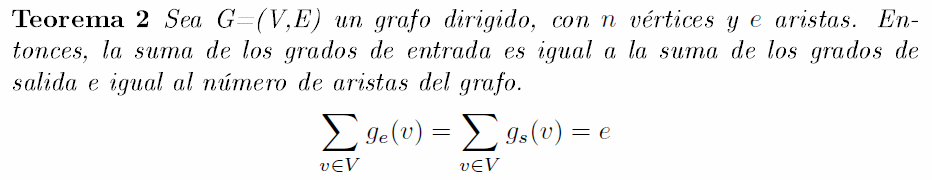 Teorema 2 Sea G=(V,E) un grafo dirigido, con n vértices y e aristas. En-
tonces, la suma de los grados de entrada es igual a la suma de los grados de
salida e igual al número de aristas del grafo.
∑_{v∈V} g_e(v) = ∑_{v∈V} g_s(v) = e